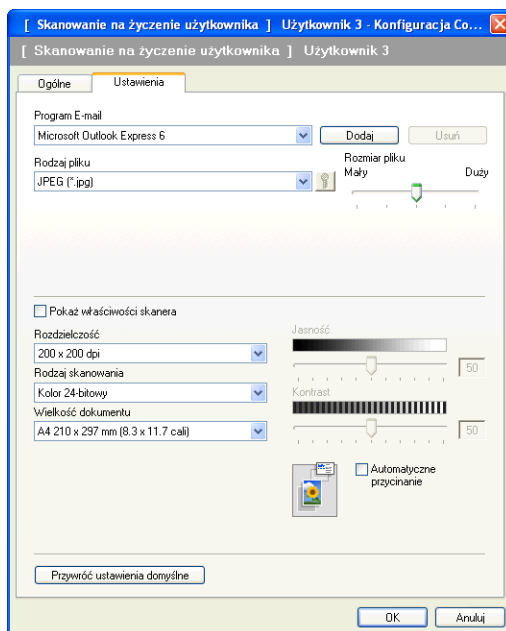 [ Skanowanie na życzenie użytkownika ] Użytkownik 3 - Konfiguracja Co...
[ Skanowanie na życzenie użytkownika ] Użytkownik 3
Ogólne
Ustawienia
Program E-mail
Microsoft Outlook Express 6
Dodaj
Usuń
Rodzaj pliku
JPEG (*.jpg)
Rozmiar pliku
Mały
Duży
Pokaż właściwości skanera
Rozdzielczość
200 x 200 dpi
Rodzaj skanowania
Kolor 24-bitowy
Wielkość dokumentu
A4 210 x 297 mm (8.3 x 11.7 cali)
Jasność
50
Kontrast
50
Automatyczne
przycinanie
Przywróć ustawienia domyślne
OK
Anuluj